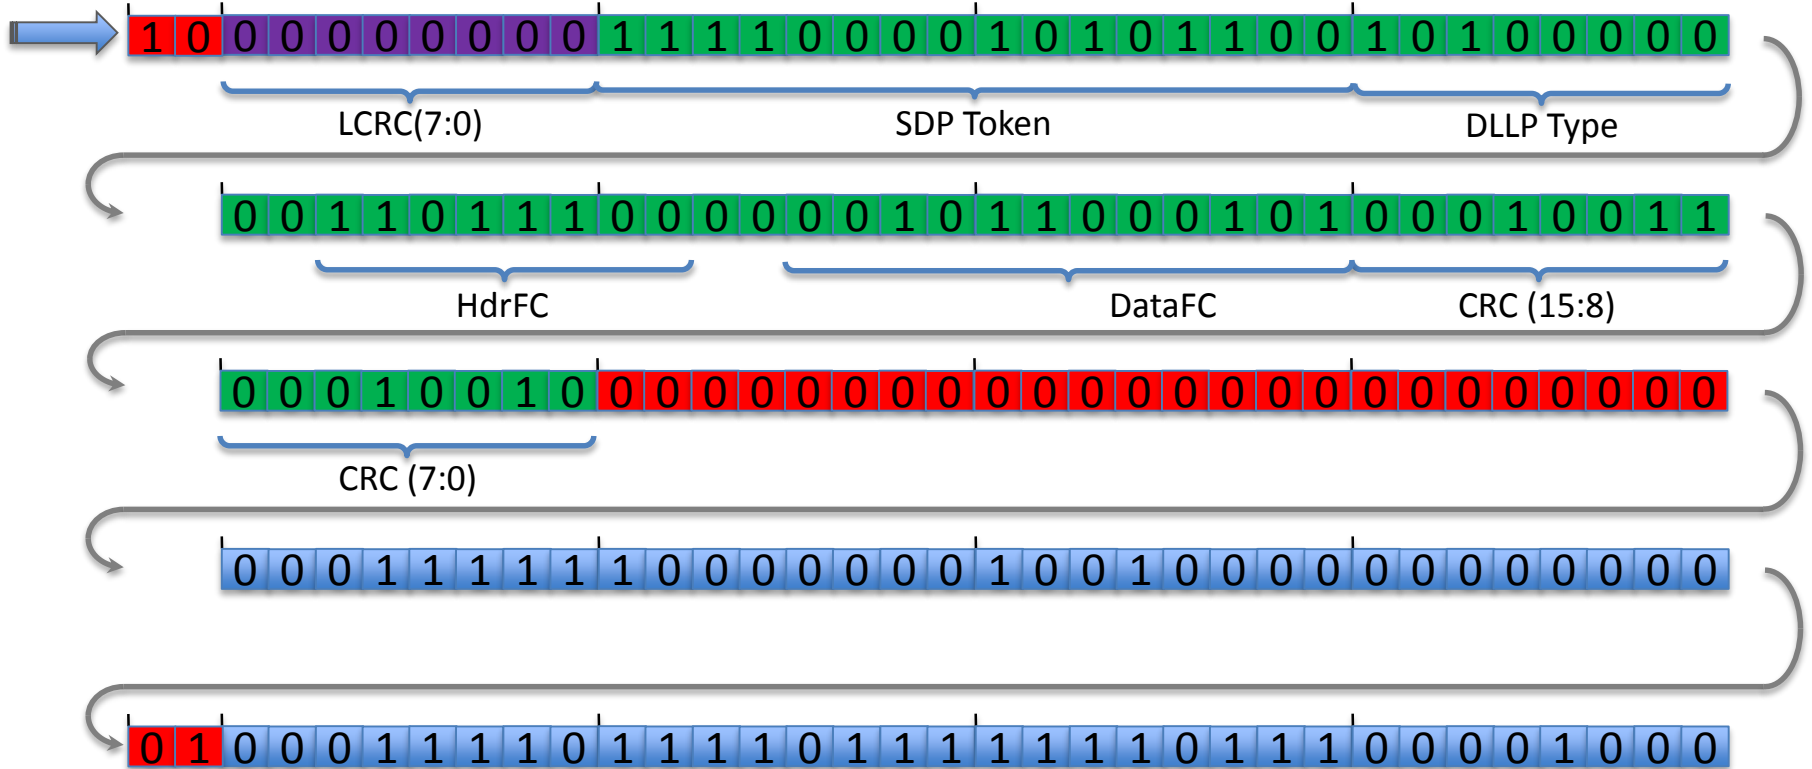 1 0 0 0 0 0 0 0 0 0 1 1 1 1 0 0 0 0 1 0 1 0 1 1 0 0 1 0 1 0 0 0 0 0
LCRC(7:0) SDP Token DLLP Type
0 0 1 1 0 1 1 1 0 0 0 0 0 0 1 0 1 1 0 0 0 1 0 1 0 0 0 1 0 0 1 1
HdrFC DataFC CRC (15:8)
0 0 0 1 0 0 1 0 0 0 0 0 0 0 0 0 0 0 0 0 0 0 0 0 0 0 0 0 0 0 0 0
CRC (7:0)
0 0 0 1 1 1 1 1 1 0 0 0 0 0 0 0 1 0 0 1 0 0 0 0 0 0 0 0 0 0 0 0
0 1 0 0 0 1 1 1 1 0 1 1 1 1 0 1 1 1 1 1 1 1 0 1 1 1 0 0 0 0 1 0 0 0